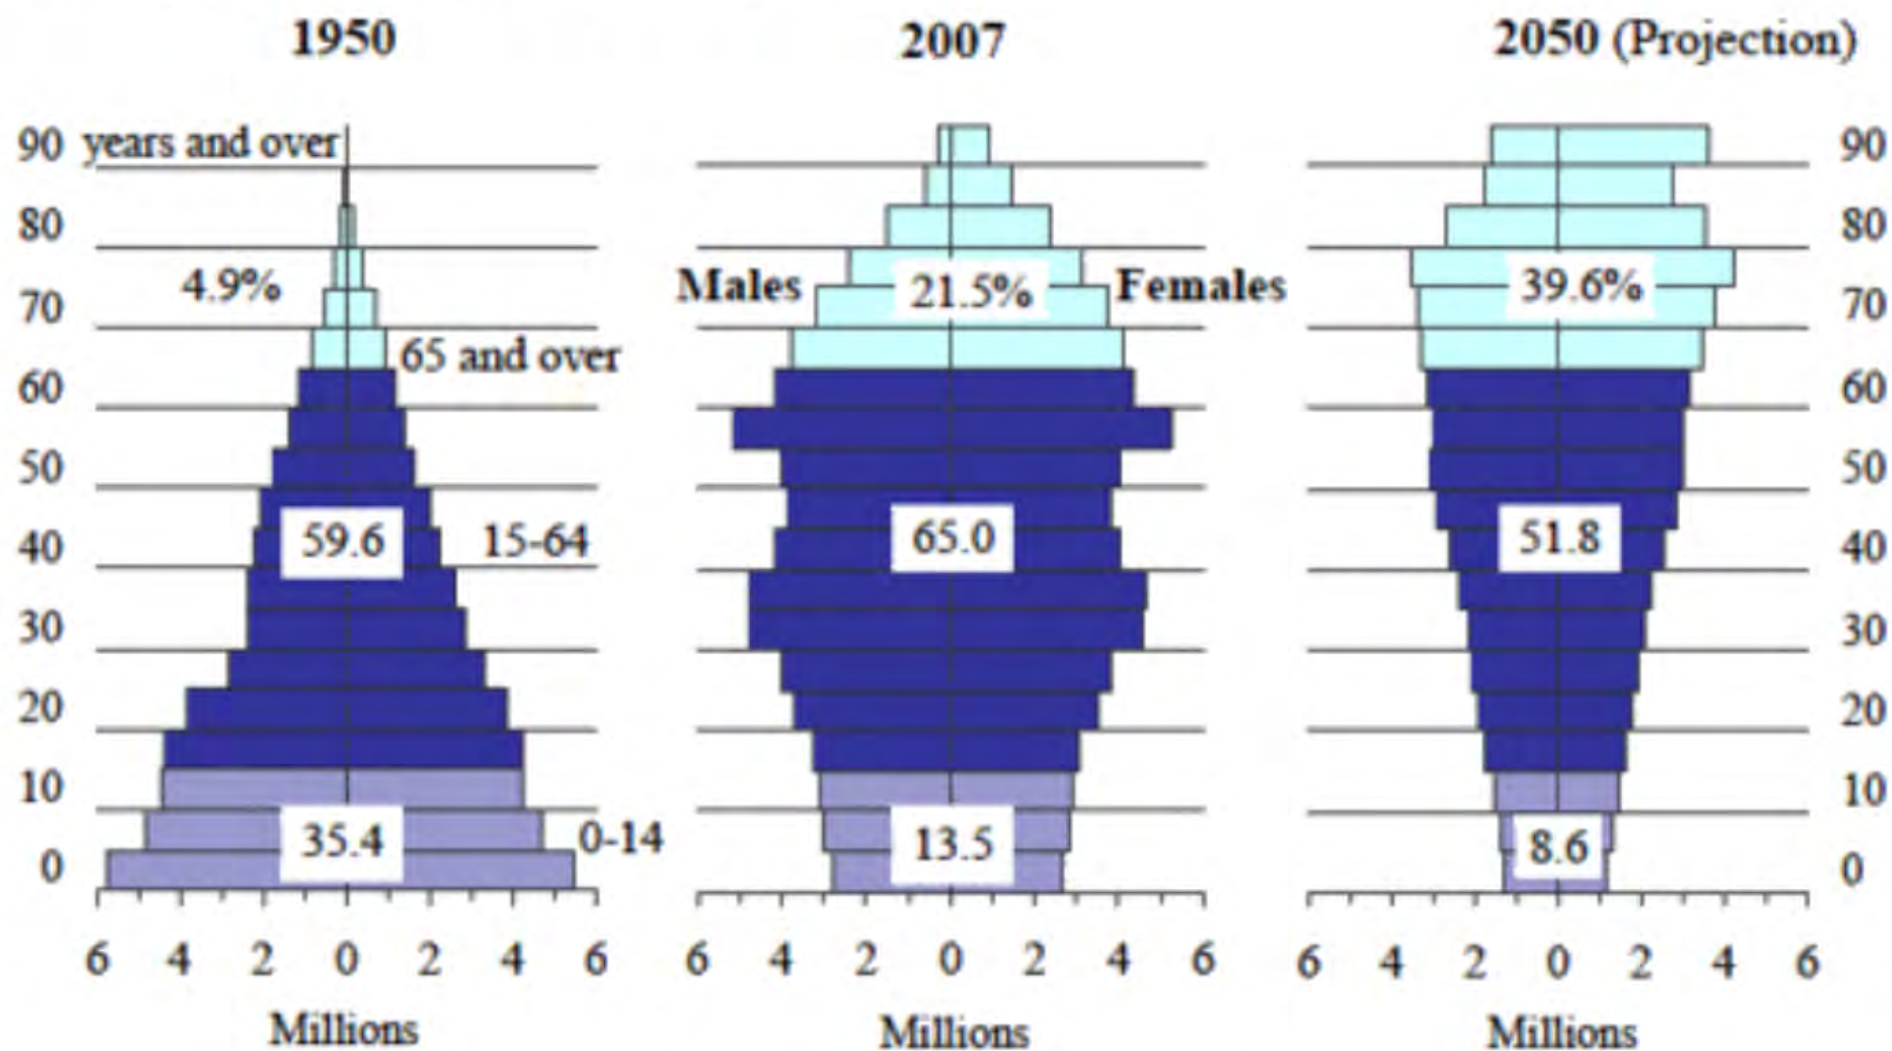 1950 2007 2050 (Projection)
90 years and over 90
80 80
4.9% Males 21.5% Females 39.6%
70 70
65 and over
60 60
50 50
59.6 15-64 65.0 51.8
40 40
30 30
20 20
10 10
35.4 0-14 13.5 8.6
0 0
6 4 2 0 2 4 6 6 4 2 0 2 4 6 6 4 2 0 2 4 6
Millions Millions Millions